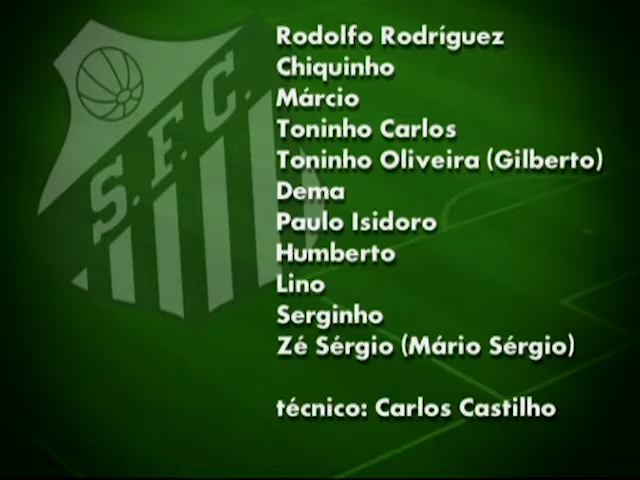 S.F.C.
Rodolfo Rodríguez
Chiquinho
Márcio
Toninho Carlos
Toninho Oliveira (Gilberto)
Dema
Paulo Isidoro
Humberto
Lino
Serginho
Zé Sérgio (Mário Sérgio)
técnico: Carlos Castilho